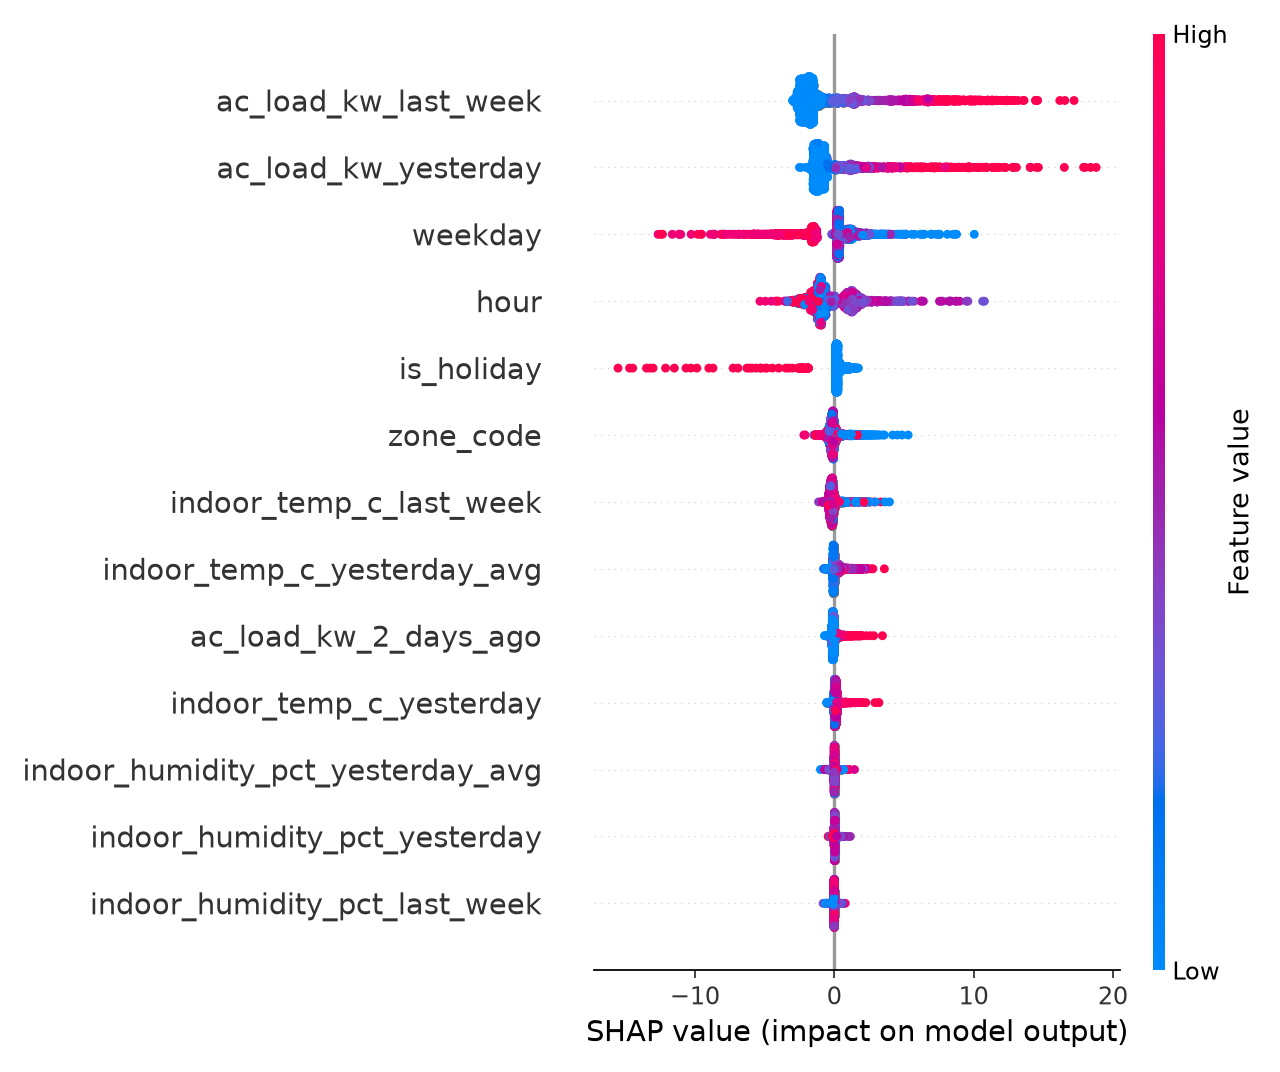 High
ac_load_kw_last_week
ac_load_kw_yesterday
weekday
hour
is_holiday
zone_code
indoor_temp_c_last_week
indoor_temp_c_yesterday_avg
ac_load_kw_2_days_ago
indoor_temp_c_yesterday
indoor_humidity_pct_yesterday_avg
indoor_humidity_pct_yesterday
indoor_humidity_pct_last_week
Feature value
Low
−10 0 10 20
SHAP value (impact on model output)